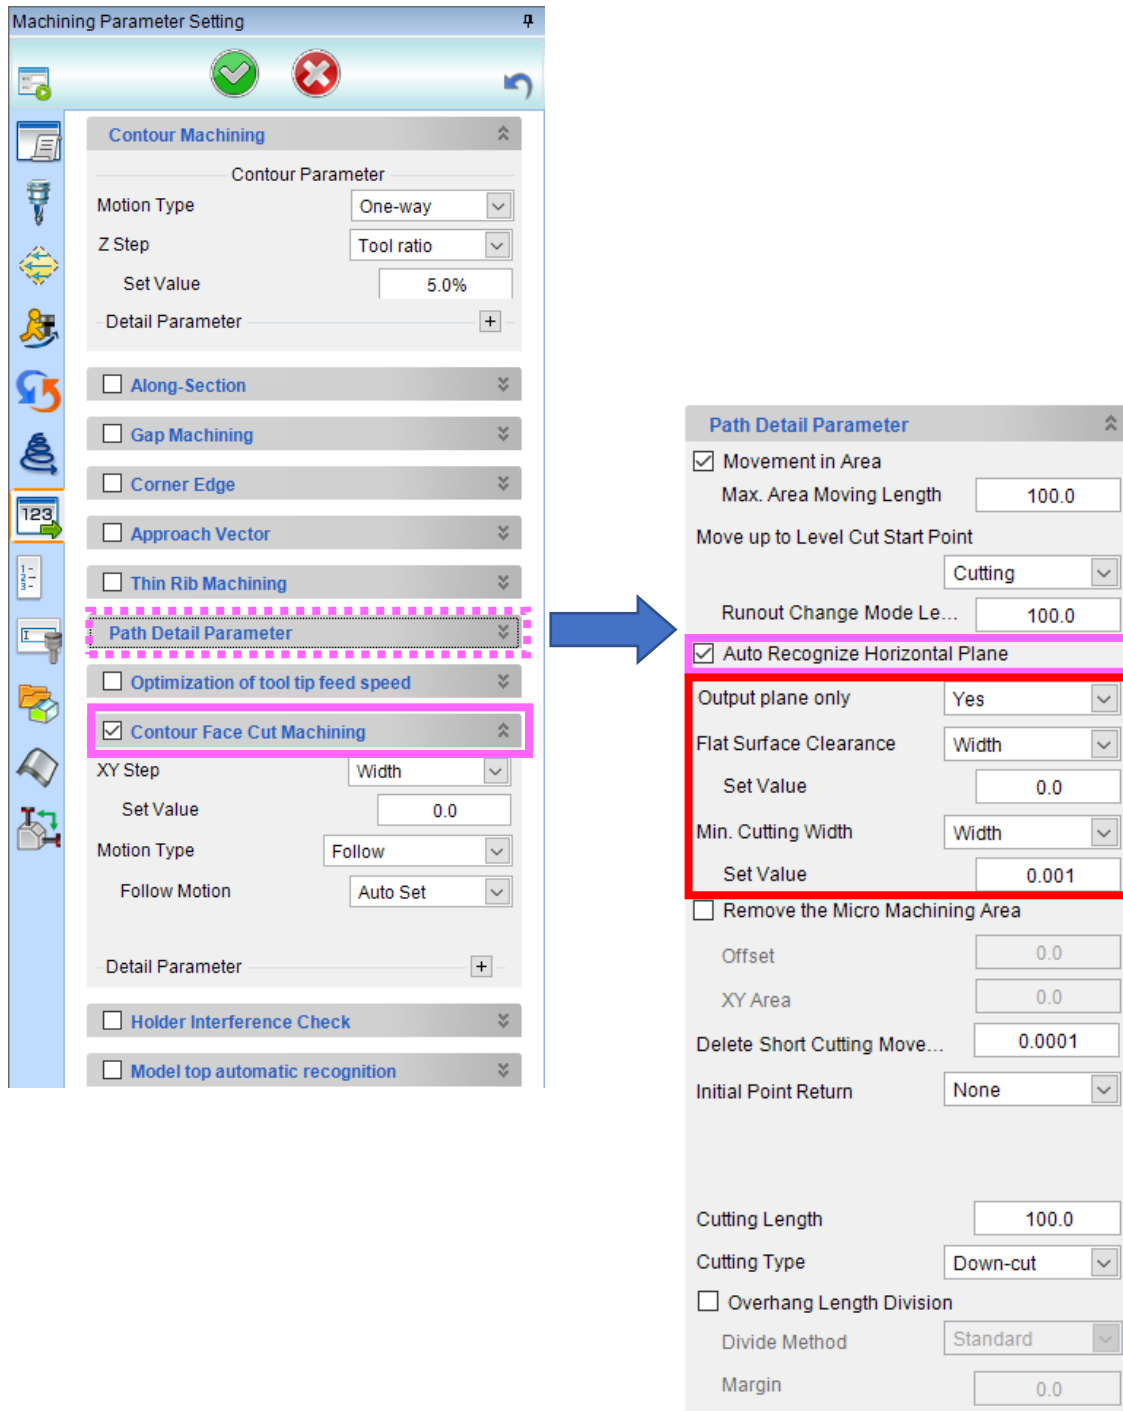 Machining Parameter Setting
Contour Machining
Contour Parameter
Motion Type One-way
Z Step Tool ratio
Set Value 5.0%
Detail Parameter +
Along-Section
Gap Machining
Corner Edge
Approach Vector
Thin Rib Machining
Path Detail Parameter
Optimization of tool tip feed speed
Contour Face Cut Machining
XY Step Width
Set Value 0.0
Motion Type Follow
Follow Motion Auto Set
Detail Parameter +
Holder Interference Check
Model top automatic recognition
123
1-
2-
3-
Path Detail Parameter
Movement in Area
Max. Area Moving Length 100.0
Move up to Level Cut Start Point
Cutting
Runout Change Mode Le... 100.0
Auto Recognize Horizontal Plane
Output plane only Yes
Flat Surface Clearance Width
Set Value 0.0
Min. Cutting Width Width
Set Value 0.001
Remove the Micro Machining Area
Offset 0.0
XY Area 0.0
Delete Short Cutting Move... 0.0001
Initial Point Return None
Cutting Length 100.0
Cutting Type Down-cut
Overhang Length Division
Divide Method Standard
Margin 0.0